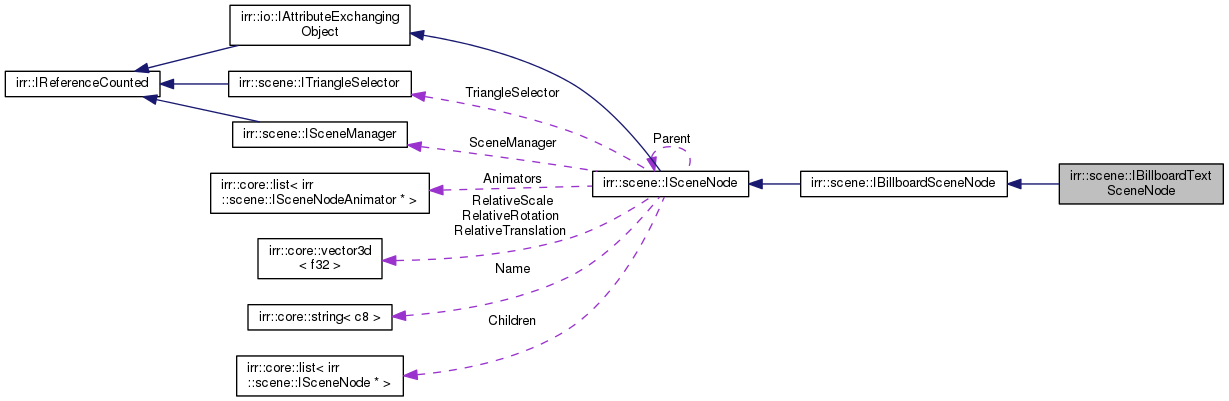 irr::io::IAttributeExchanging
Object
irr::IReferenceCounted
irr::scene::ITriangleSelector
TriangleSelector
irr::scene::ISceneManager
SceneManager
Parent
irr::core::list< irr
::scene::ISceneNodeAnimator * >
Animators
irr::scene::ISceneNode
irr::scene::IBillboardSceneNode
irr::scene::IBillboardText
SceneNode
RelativeScale
RelativeRotation
RelativeTranslation
irr::core::vector3d
< f32 >
Name
irr::core::string< c8 >
Children
irr::core::list< irr
::scene::ISceneNode * >